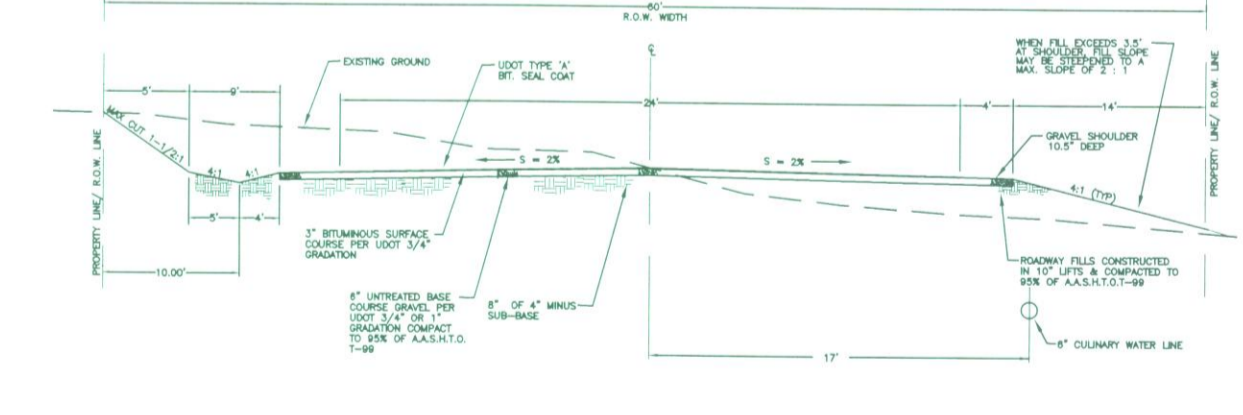 60'
R.O.W. WIDTH
WHEN FILL EXCEEDS 3.5'
AT SHOULDER, FILL SLOPE
MAY BE STEEPENED TO A
MAX. SLOPE OF 2 : 1
EXISTING GROUND
UDOT TYPE 'A'
BIT. SEAL COAT
℄
5'
9'
24'
4'
14'
MAX CUT 1-1/2:1
GRAVEL SHOULDER
10.5" DEEP
PROPERTY LINE/ R.O.W. LINE
PROPERTY LINE/ R.O.W. LINE
4:1
4:1
S = 2%
S = 2%
4:1 (TYP)
5'
4'
10.00'
3" BITUMINOUS SURFACE
COURSE PER UDOT 3/4"
GRADATION
6" UNTREATED BASE
COURSE GRAVEL PER
UDOT 3/4" OR 1"
GRADATION COMPACT
TO 95% OF A.A.S.H.T.O.
T-99
8" OF 4" MINUS
SUB-BASE
ROADWAY FILLS CONSTRUCTED
IN 10" LIFTS & COMPACTED TO
95% OF A.A.S.H.T.O.T-99
17'
8" CULINARY WATER LINE